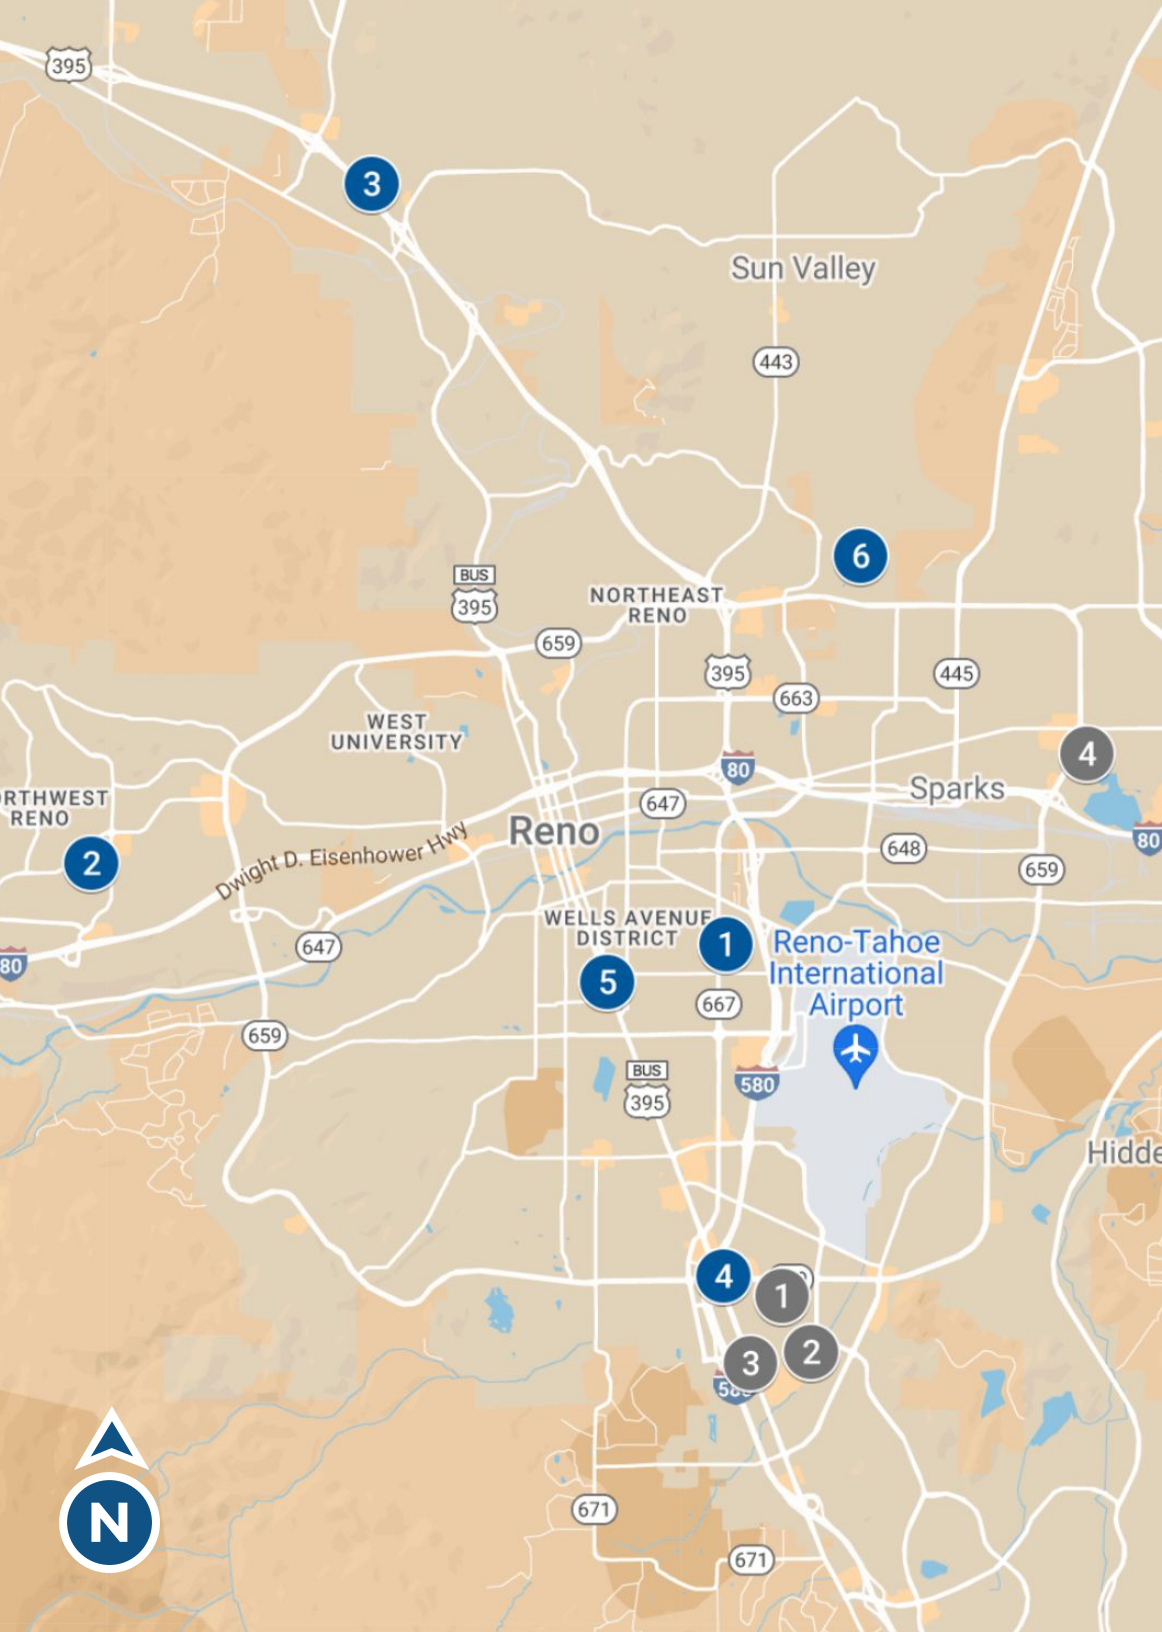 395
3
Sun Valley
443
6
BUS
395
NORTHEAST
RENO
659
395
445
663
WEST
UNIVERSITY
4
80
Sparks
RTHWEST
RENO
647
Reno
80
648
Dwight D. Eisenhower Hwy
2
659
WELLS AVENUE
DISTRICT
1
Reno-Tahoe
International
Airport
647
80
5
667
659
BUS
395
580
Hidde
4
1
3
2
58
N
671
671